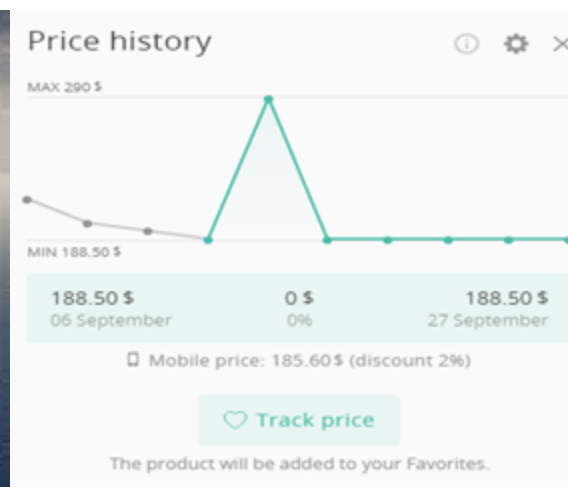 Price history
MAX 290 $
MIN 188.50 $
188.50 $ 0 $ 188.50 $
06 September 0% 27 September
Mobile price: 185.60 $ (discount 2%)
Track price
The product will be added to your Favorites.